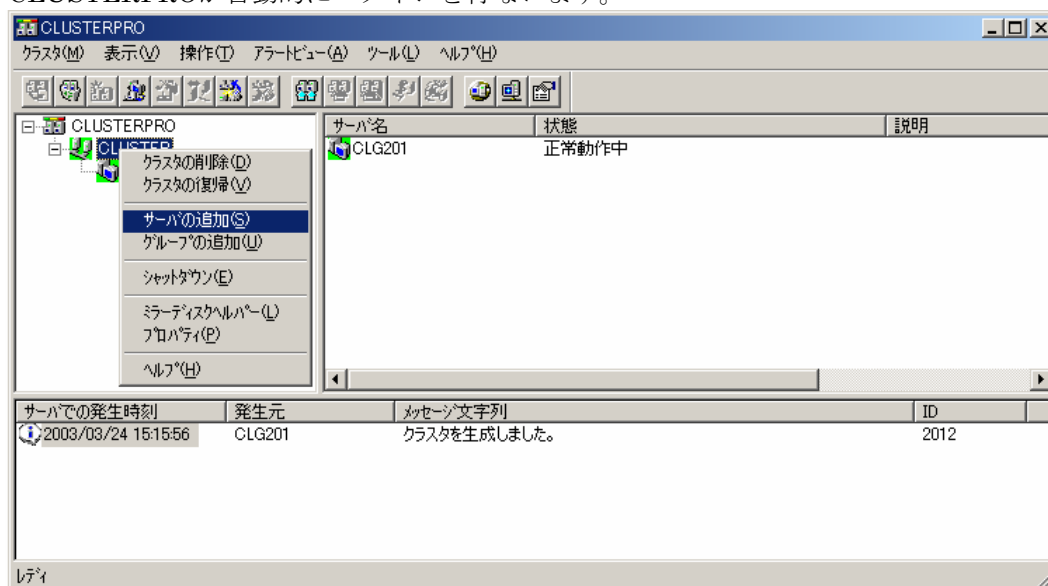 CLUSTERPRO
クラスタ(M) 表示(V) 操作(T) アラートビュー(A) ツール(L) ヘルプ(H)
CLUSTERPRO
CLUSTER
クラスタの削除(D)
クラスタの復帰(V)
サーバの追加(S)
グループの追加(U)
シャットダウン(E)
ミラーディスクヘルパー(L)
プロパティ(P)
ヘルプ(H)
サーバ名 状態 説明
CLG201 正常動作中
サーバでの発生時刻 発生元 メッセージ文字列 ID
2003/03/24 15:15:56 CLG201 クラスタを生成しました。 2012
レディ